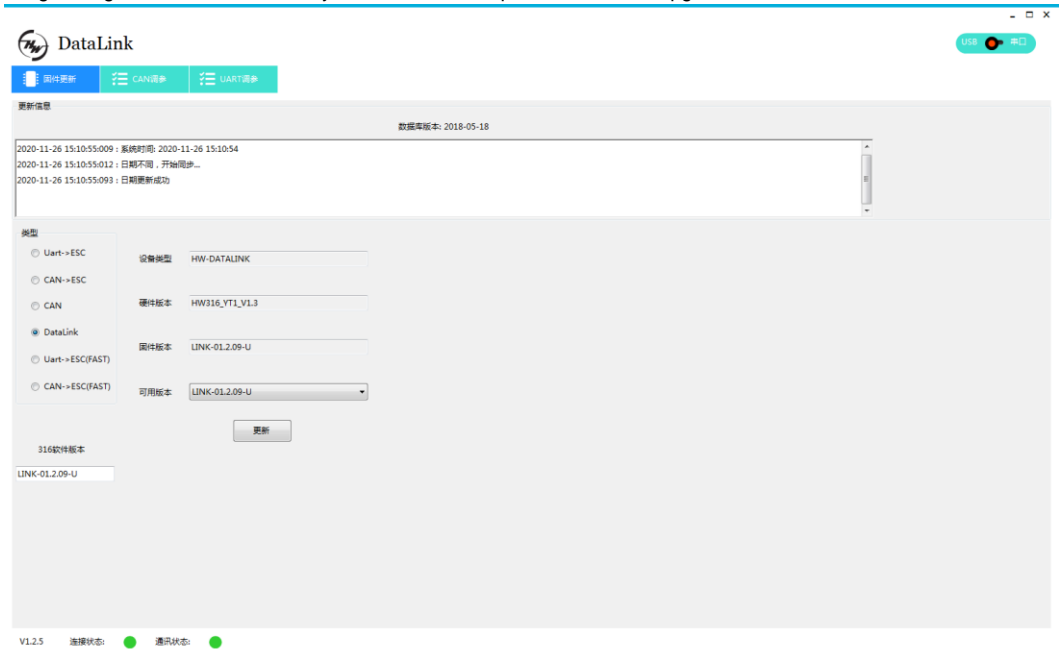 DataLink
USB 串口
固件更新 CAN调参 UART调参
更新信息
数据库版本: 2018-05-18
2020-11-26 15:10:55:009 : 系统时间: 2020-11-26 15:10:54
2020-11-26 15:10:55:012 : 日期不同，开始同步...
2020-11-26 15:10:55:093 : 日期更新成功
类型
Uart->ESC
设备类型 HW-DATALINK
CAN->ESC
CAN
硬件版本 HW316_YT1_V1.3
DataLink
固件版本 LINK-01.2.09-U
Uart->ESC(FAST)
CAN->ESC(FAST)
可用版本 LINK-01.2.09-U
更新
316软件版本
LINK-01.2.09-U
V1.2.5 连接状态: 通讯状态: